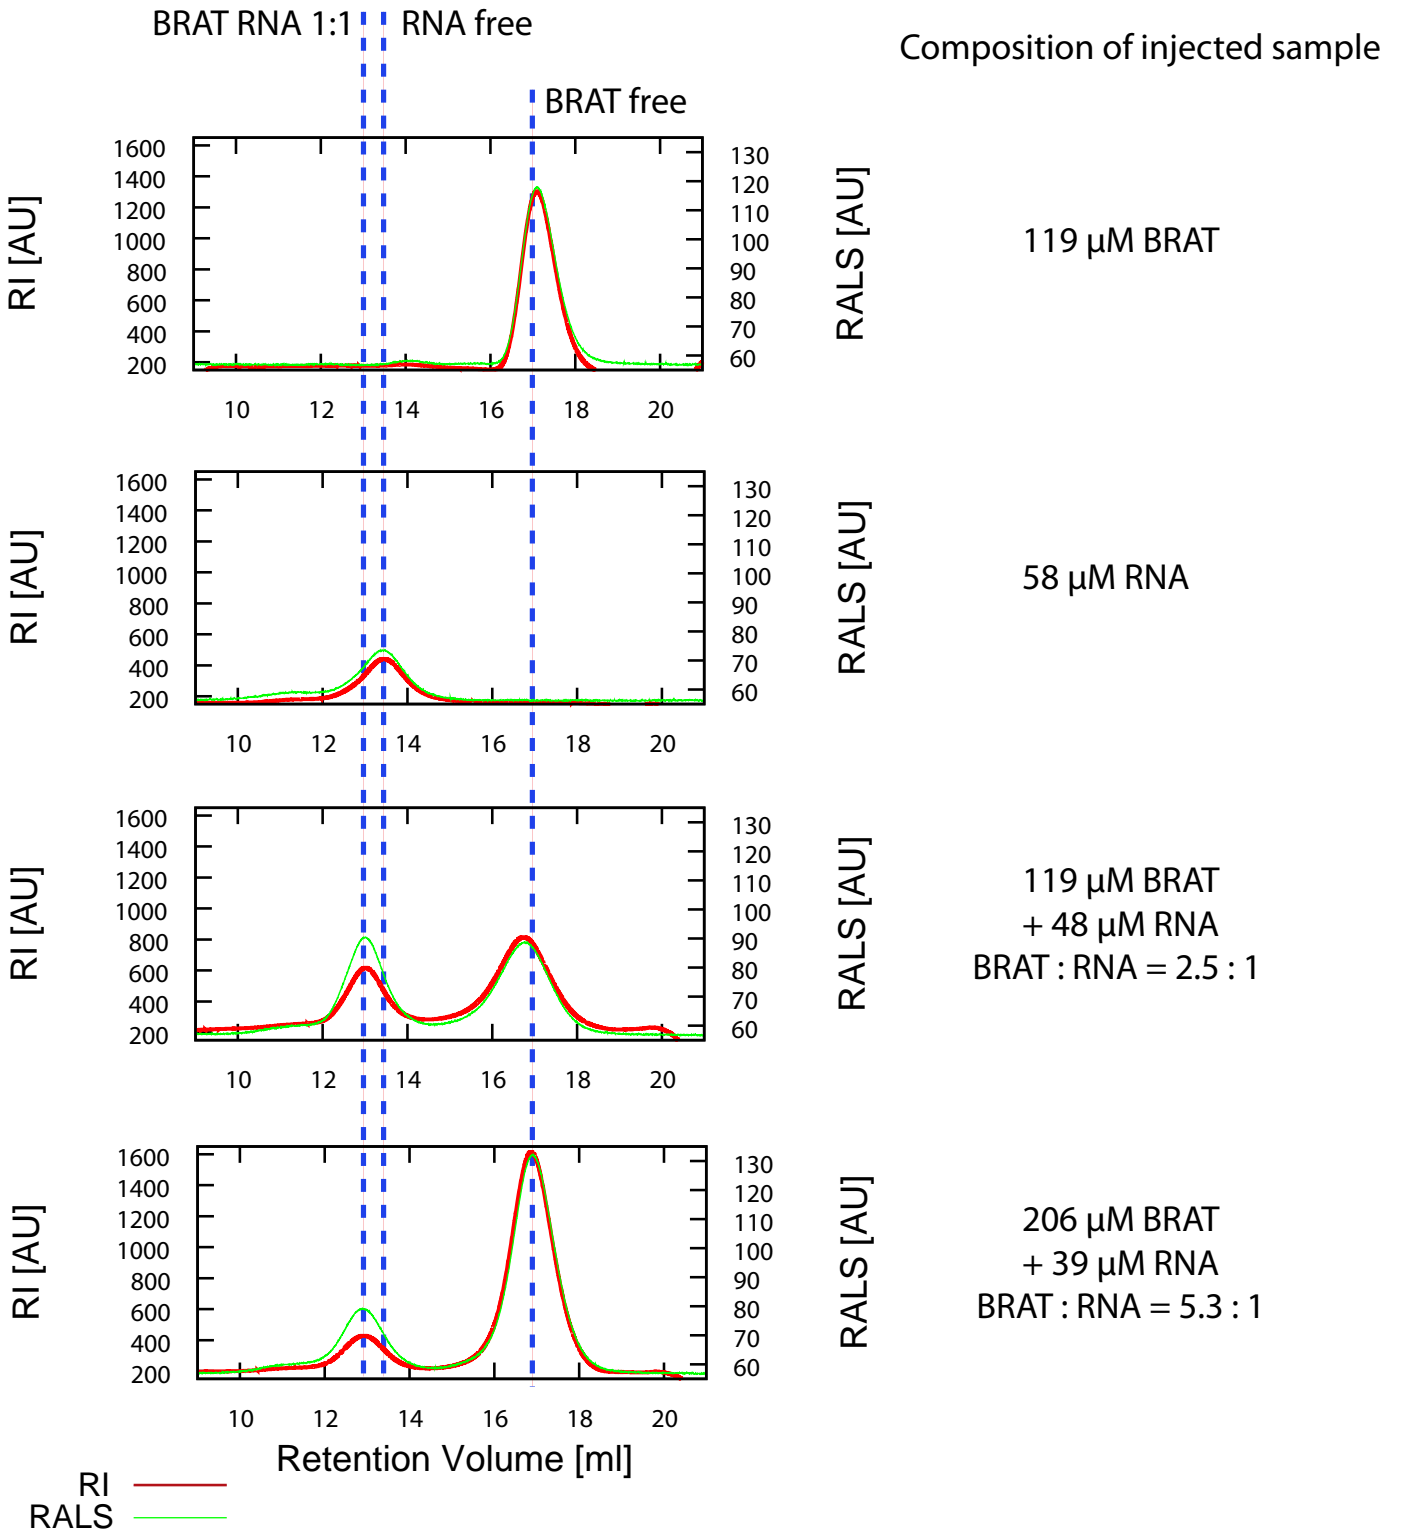 BRAT RNA 1:1 RNA free
Composition of injected sample
BRAT free
RI [AU]
1600
1400
1200
1000
800
600
400
200
130
120
110
100
90
80
70
60
RALS [AU]
119 µM BRAT
10 12 14 16 18 20
RI [AU]
1600
1400
1200
1000
800
600
400
200
130
120
110
100
90
80
70
60
RALS [AU]
58 µM RNA
10 12 14 16 18 20
RI [AU]
1600
1400
1200
1000
800
600
400
200
130
120
110
100
90
80
70
60
RALS [AU]
119 µM BRAT
+ 48 µM RNA
BRAT : RNA = 2.5 : 1
10 12 14 16 18 20
RI [AU]
1600
1400
1200
1000
800
600
400
200
130
120
110
100
90
80
70
60
RALS [AU]
206 µM BRAT
+ 39 µM RNA
BRAT : RNA = 5.3 : 1
10 12 14 16 18 20
Retention Volume [ml]
RI
RALS